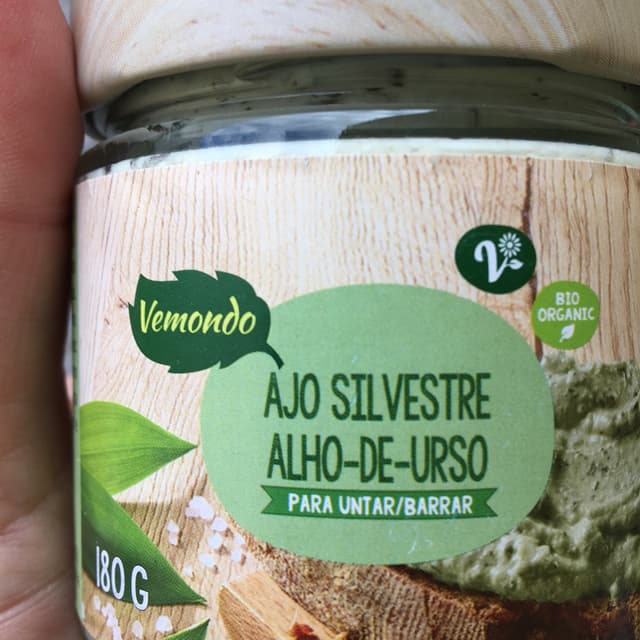 Vemondo
V
BIO
ORGANIC
AJO SILVESTRE
ALHO-DE-URSO
PARA UNTAR/BARRAR
180 G